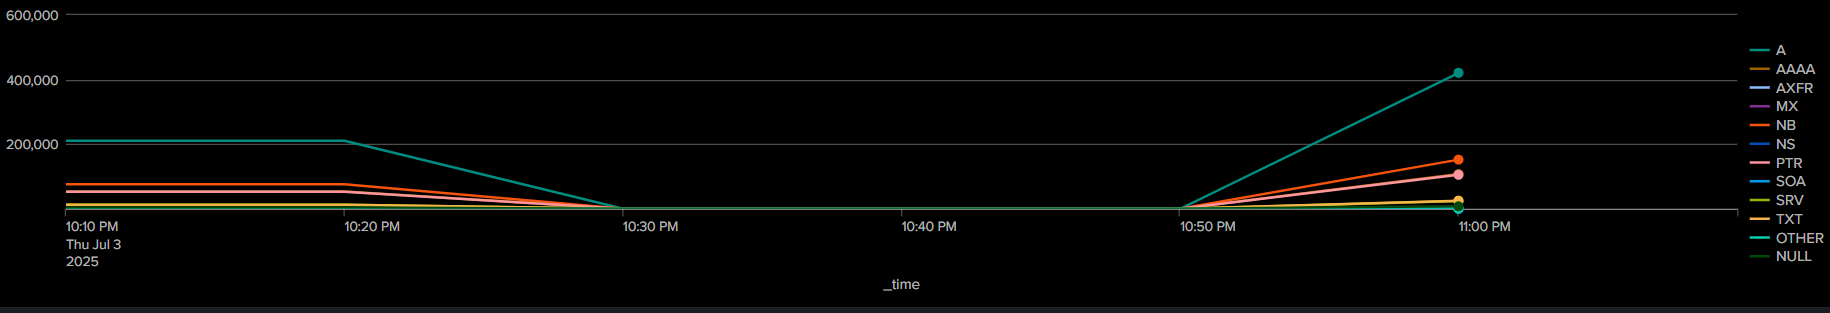 600,000
400,000
200,000
10:10 PM
Thu Jul 3
2025
10:20 PM
10:30 PM
10:40 PM
10:50 PM
11:00 PM
_time
A
AAAA
AXFR
MX
NB
NS
PTR
SOA
SRV
TXT
OTHER
NULL